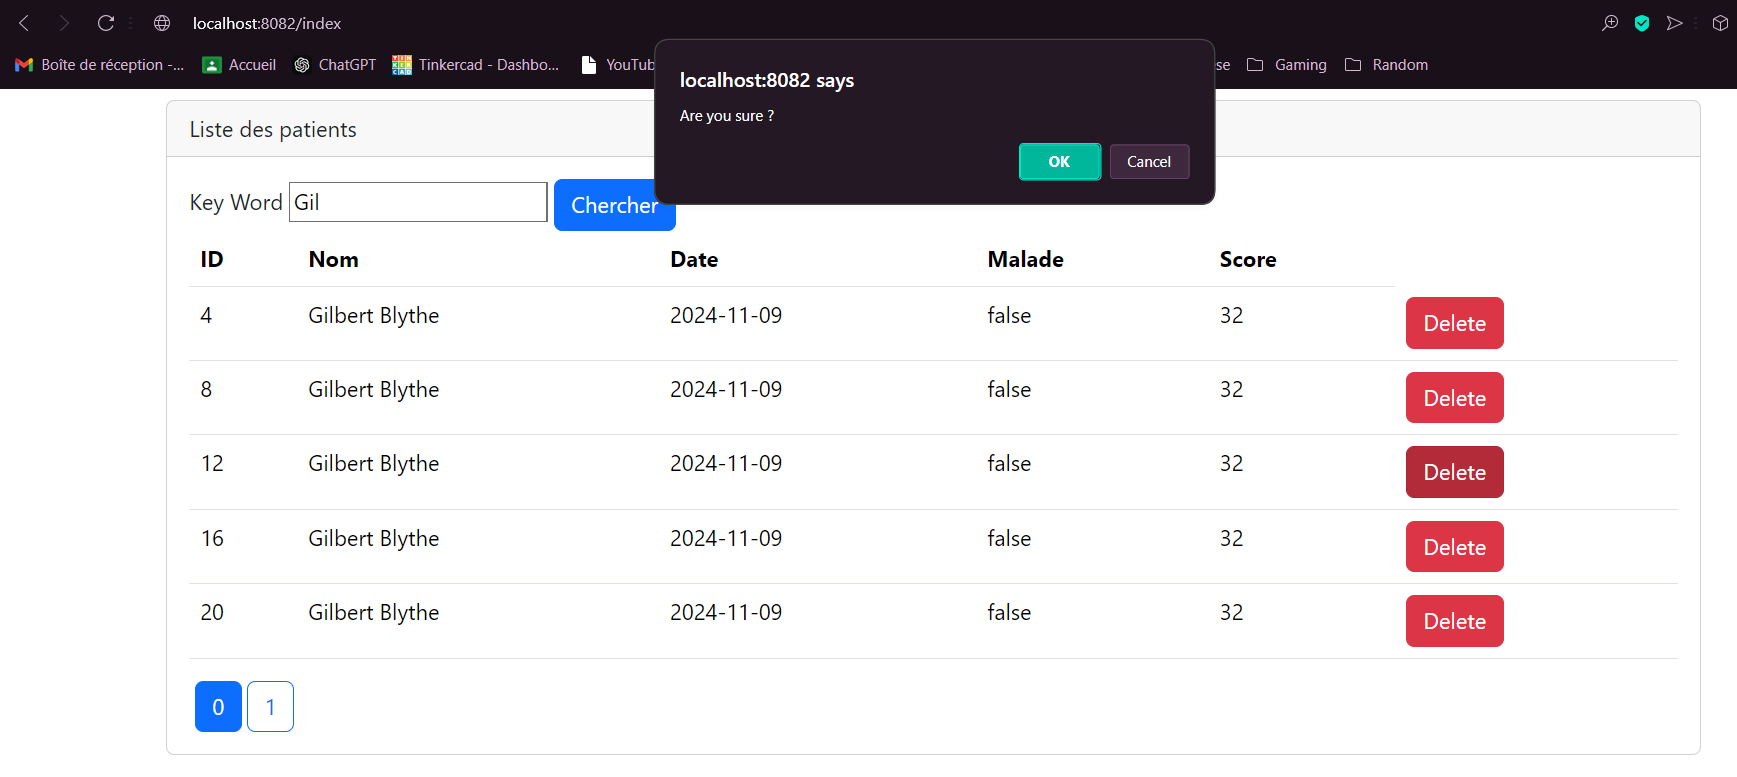 localhost:8082/index
Boîte de réception -... Accueil ChatGPT Tinkercad - Dashbo... Gaming Random
localhost:8082 says
Are you sure ?
OK Cancel
Liste des patients
Key Word Gil Chercher
ID Nom Date Malade Score
4 Gilbert Blythe 2024-11-09 false 32 Delete
8 Gilbert Blythe 2024-11-09 false 32 Delete
12 Gilbert Blythe 2024-11-09 false 32 Delete
16 Gilbert Blythe 2024-11-09 false 32 Delete
20 Gilbert Blythe 2024-11-09 false 32 Delete
0 1